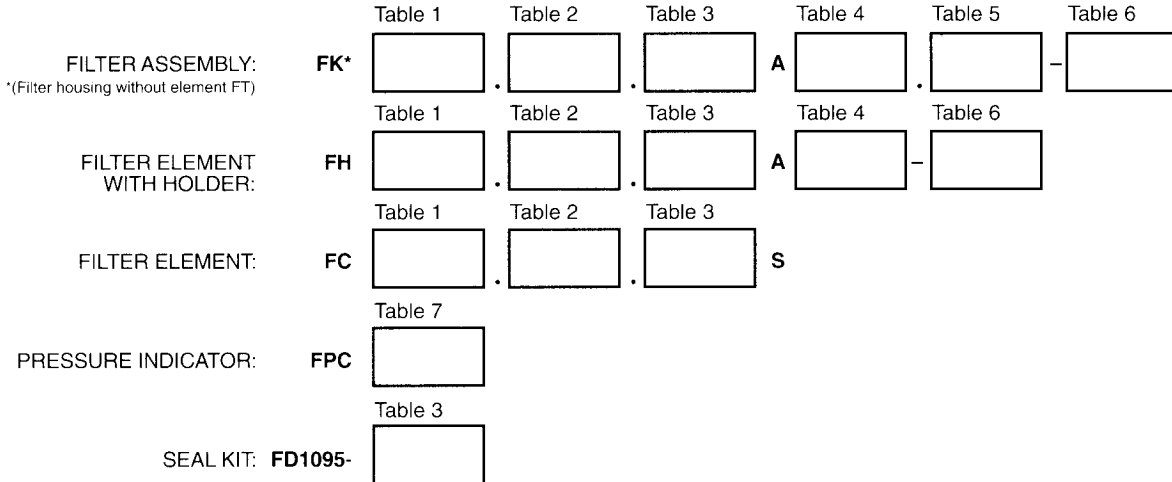 Table 1 Table 2 Table 3 Table 4 Table 5 Table 6
FILTER ASSEMBLY: FK* . . A . –
*(Filter housing without element FT)
Table 1 Table 2 Table 3 Table 4 Table 6
FILTER ELEMENT FH . . A –
WITH HOLDER:
Table 1 Table 2 Table 3
FILTER ELEMENT: FC . . S
Table 7
PRESSURE INDICATOR: FPC
Table 3
SEAL KIT: FD1095-